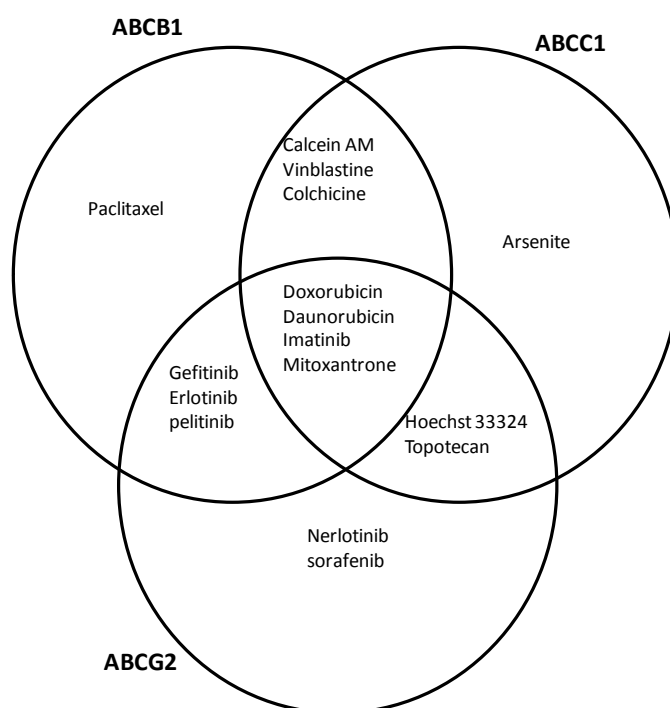 ABCB1
ABCC1
Calcein AM
Vinblastine
Colchicine
Paclitaxel
Arsenite
Doxorubicin
Daunorubicin
Imatinib
Mitoxantrone
Gefitinib
Erlotinib
pelitinib
Hoechst 33324
Topotecan
Nerlotinib
sorafenib
ABCG2